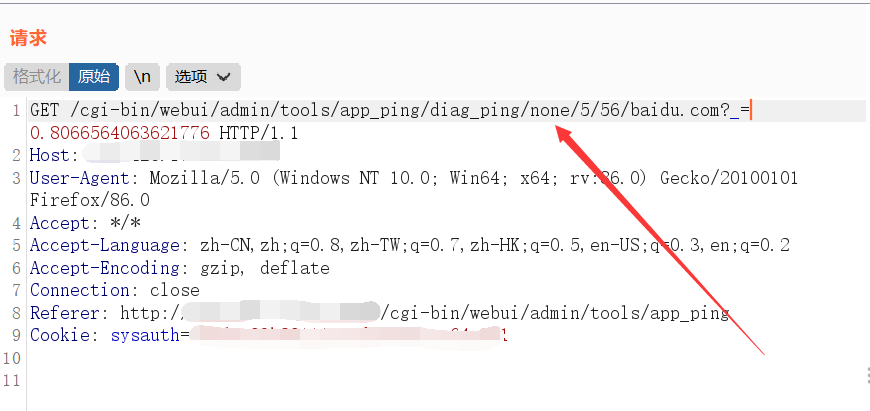 请求
格式化 原始 \n 选项
1 GET /cgi-bin/webui/admin/tools/app_ping/diag_ping/none/5/56/baidu.com?_=
0.8066564063621776 HTTP/1.1
2 Host:
3 User-Agent: Mozilla/5.0 (Windows NT 10.0; Win64; x64; rv:86.0) Gecko/20100101
Firefox/86.0
4 Accept: */*
5 Accept-Language: zh-CN,zh;q=0.8,zh-TW;q=0.7,zh-HK;q=0.5,en-US;q=0.3,en;q=0.2
6 Accept-Encoding: gzip, deflate
7 Connection: close
8 Referer: http:/ /cgi-bin/webui/admin/tools/app_ping
9 Cookie: sysauth=
10
11